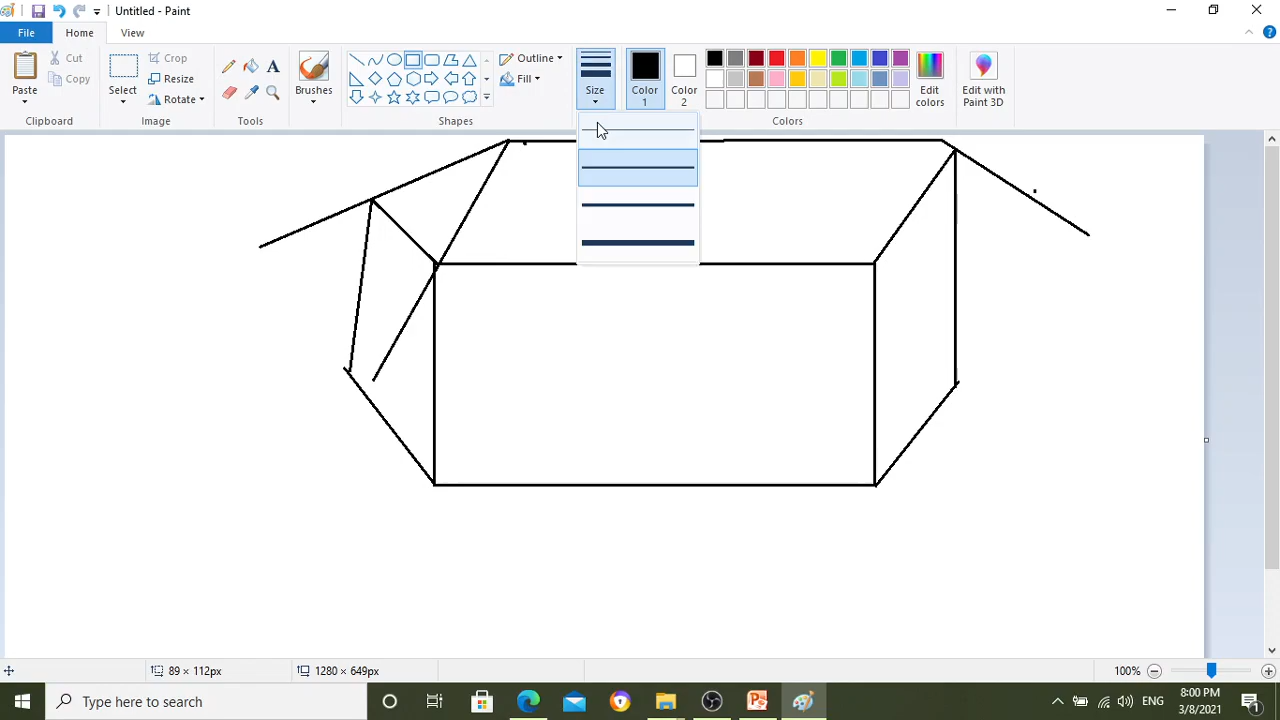 Untitled - Paint
File
Home
View
Paste
Cut
Copy
Clipboard
Select
Crop
Resize
Rotate
Image
Tools
Brushes
Outline
Fill
Shapes
Size
Color 1
Color 2
Edit colors
Edit with Paint 3D
Colors
89 × 112px
1280 × 649px
100%
Type here to search
ENG
8:00 PM
3/8/2021